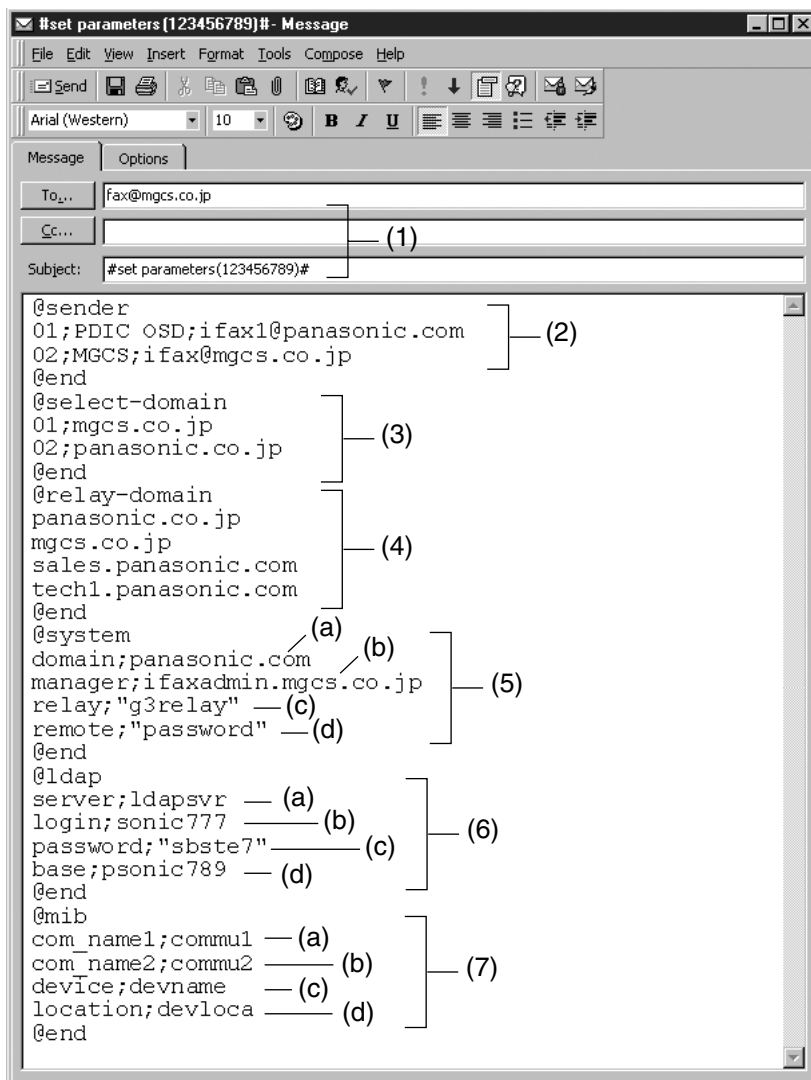 #set parameters(123456789)#- Message
File Edit View Insert Format Tools Compose Help
Send
Arial (Western) 10 B I U
Message Options
To... fax@mgcs.co.jp
Cc...
(1)
Subject: #set parameters(123456789)#
@sender
01;PDIC OSD;ifax1@panasonic.com
(2)
02;MGCS;ifax@mgcs.co.jp
@end
@select-domain
01;mgcs.co.jp
(3)
02;panasonic.co.jp
@end
@relay-domain
panasonic.co.jp
mgcs.co.jp (4)
sales.panasonic.com
tech1.panasonic.com
@end
@system (a)
domain;panasonic.com (b)
manager;ifaxadmin.mgcs.co.jp (5)
relay;"g3relay" (c)
remote;"password" (d)
@end
@ldap
server;ldapsvr (a)
login;sonic777 (b) (6)
password;"sbste7" (c)
base;psonic789 (d)
@end
@mib
com_name1;commu1 (a)
com_name2;commu2 (b) (7)
device;devname (c)
location;devloca (d)
@end